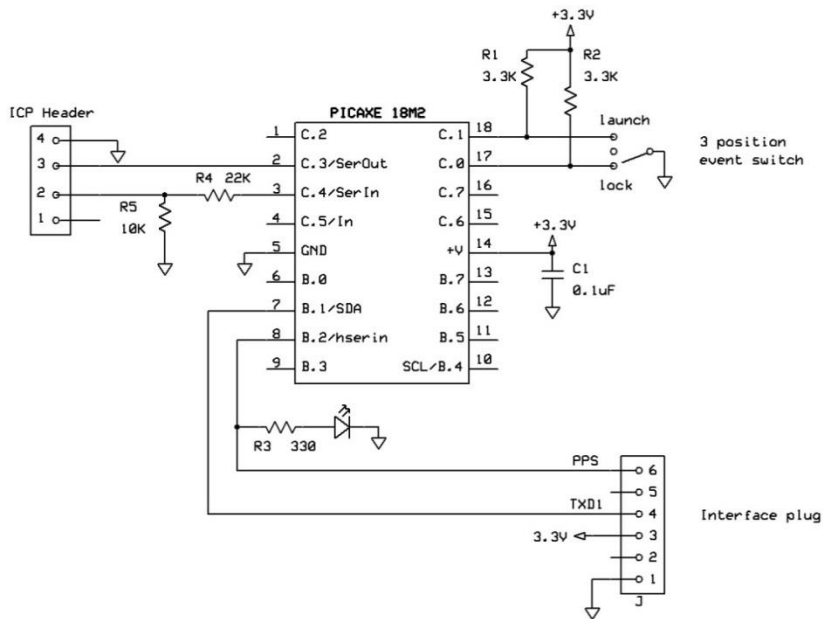 +3.3V
R1
R2
3.3K
3.3K
ICP Header
PICAXE 18M2
launch
4
1
C.2
C.1
18
3 position
event switch
3
2
C.3/SerOut
C.0
17
R4 22K
2
3
C.4/SerIn
C.7
16
lock
R5
1
10K
4
C.5/In
C.6
15
+3.3V
5
GND
+V
14
6
B.0
B.7
13
C1
0.1uF
7
B.1/SDA
B.6
12
8
B.2/hserin
B.5
11
9
B.3
SCL/B.4
10
R3 330
PPS
6
5
TXD1
4
Interface plug
3.3V
3
2
1
J